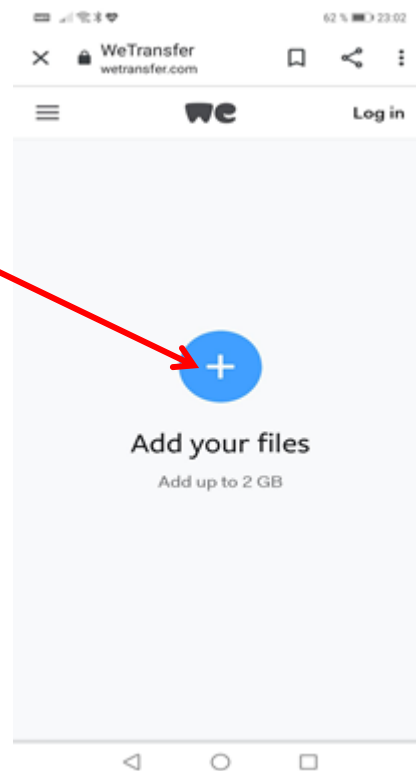 62 % 23:02
WeTransfer
wetransfer.com
we Log in
Add your files
Add up to 2 GB